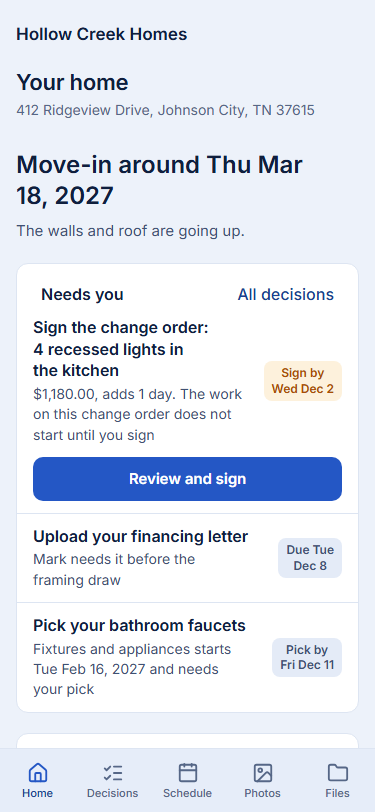 Hollow Creek Homes
Your home
412 Ridgeview Drive, Johnson City, TN 37615
Move-in around Thu Mar
18, 2027
The walls and roof are going up.
Needs you
All decisions
Sign the change order:
4 recessed lights in
the kitchen
$1,180.00, adds 1 day. The work
on this change order does not
start until you sign
Sign by
Wed Dec 2
Review and sign
Upload your financing letter
Mark needs it before the
framing draw
Due Tue
Dec 8
Pick your bathroom faucets
Fixtures and appliances starts
Tue Feb 16, 2027 and needs
your pick
Pick by
Fri Dec 11
Home
Decisions
Schedule
Photos
Files